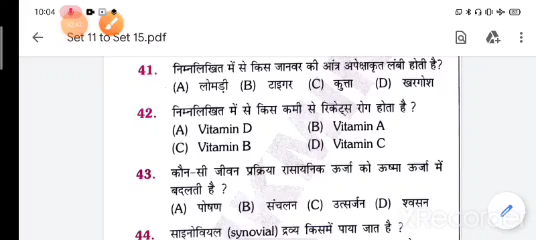 10:04
Set 11 to Set 15.pdf
41. निम्नलिखित में से किस जानवर की आंत्र अपेक्षाकृत लंबी होती है?
(A) लोमड़ी (B) टाइगर (C) कुत्ता (D) खरगोश
42. निम्नलिखित में से किस कमी से रिकेट्स रोग होता है ?
(A) Vitamin D (B) Vitamin A
(C) Vitamin B (D) Vitamin C
43. कौन-सी जीवन प्रक्रिया रासायनिक ऊर्जा को ऊष्मा ऊर्जा में
बदलती है ?
(A) पोषण (B) संचलन (C) उत्सर्जन (D) श्वसन
44. साइनोवियल (synovial) द्रव्य किसमें पाया जात है ?